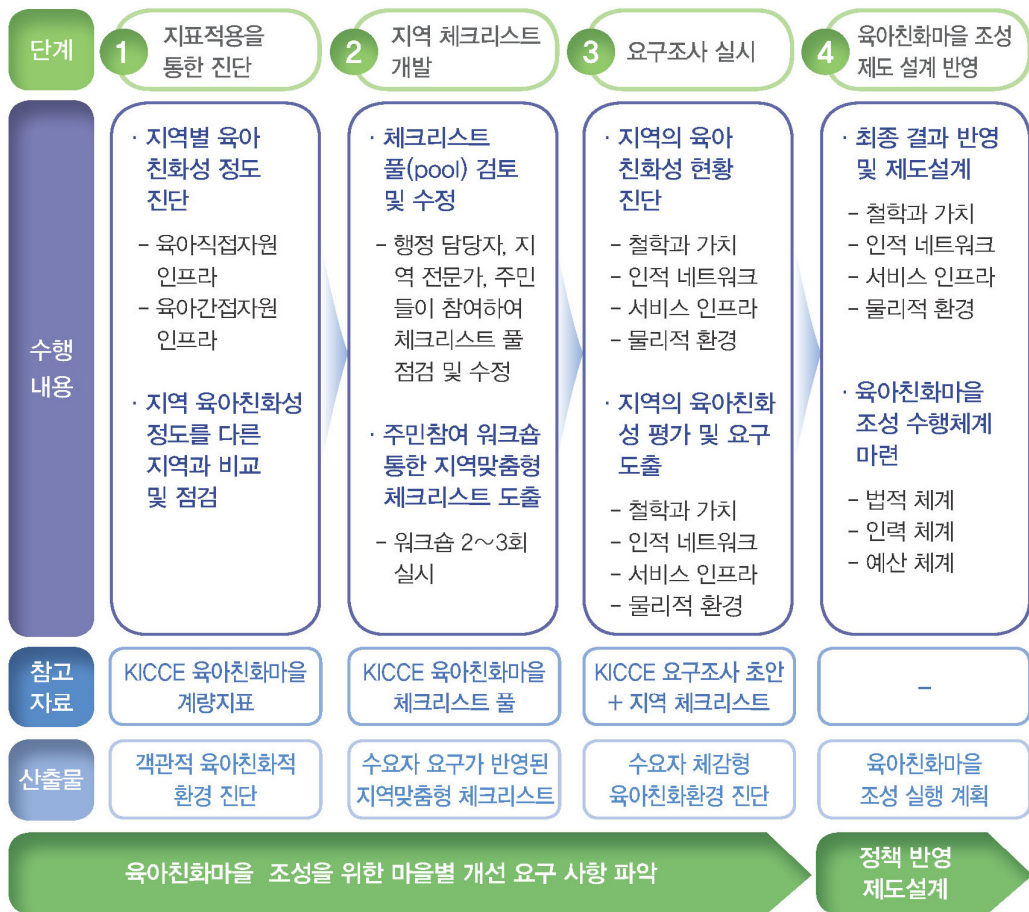 단계
1 지표적용을
통한 진단
2 지역 체크리스트
개발
3 요구조사 실시
4 육아친화마을 조성
제도 설계 반영
수행
내용
· 지역별 육아
친화성 정도
진단
- 육아직접자원
인프라
- 육아간접자원
인프라
· 지역 육아친화성
정도를 다른
지역과 비교
및 점검
· 체크리스트
풀(pool) 검토
및 수정
- 행정 담당자, 지
역 전문가, 주민
들이 참여하여
체크리스트 풀
점검 및 수정
· 주민참여 워크숍
통한 지역맞춤형
체크리스트 도출
- 워크숍 2～3회
실시
· 지역의 육아
친화성 현황
진단
- 철학과 가치
- 인적 네트워크
- 서비스 인프라
- 물리적 환경
· 지역의 육아친화
성 평가 및 요구
도출
- 철학과 가치
- 인적 네트워크
- 서비스 인프라
- 물리적 환경
· 최종 결과 반영
및 제도설계
- 철학과 가치
- 인적 네트워크
- 서비스 인프라
- 물리적 환경
· 육아친화마을
조성 수행체계
마련
- 법적 체계
- 인력 체계
- 예산 체계
참고
자료
KICCE 육아친화마을
계량지표
KICCE 육아친화마을
체크리스트 풀
KICCE 요구조사 초안
+ 지역 체크리스트
-
산출물
객관적 육아친화적
환경 진단
수요자 요구가 반영된
지역맞춤형 체크리스트
수요자 체감형
육아친화환경 진단
육아친화마을
조성 실행 계획
육아친화마을 조성을 위한 마을별 개선 요구 사항 파악
정책 반영
제도설계